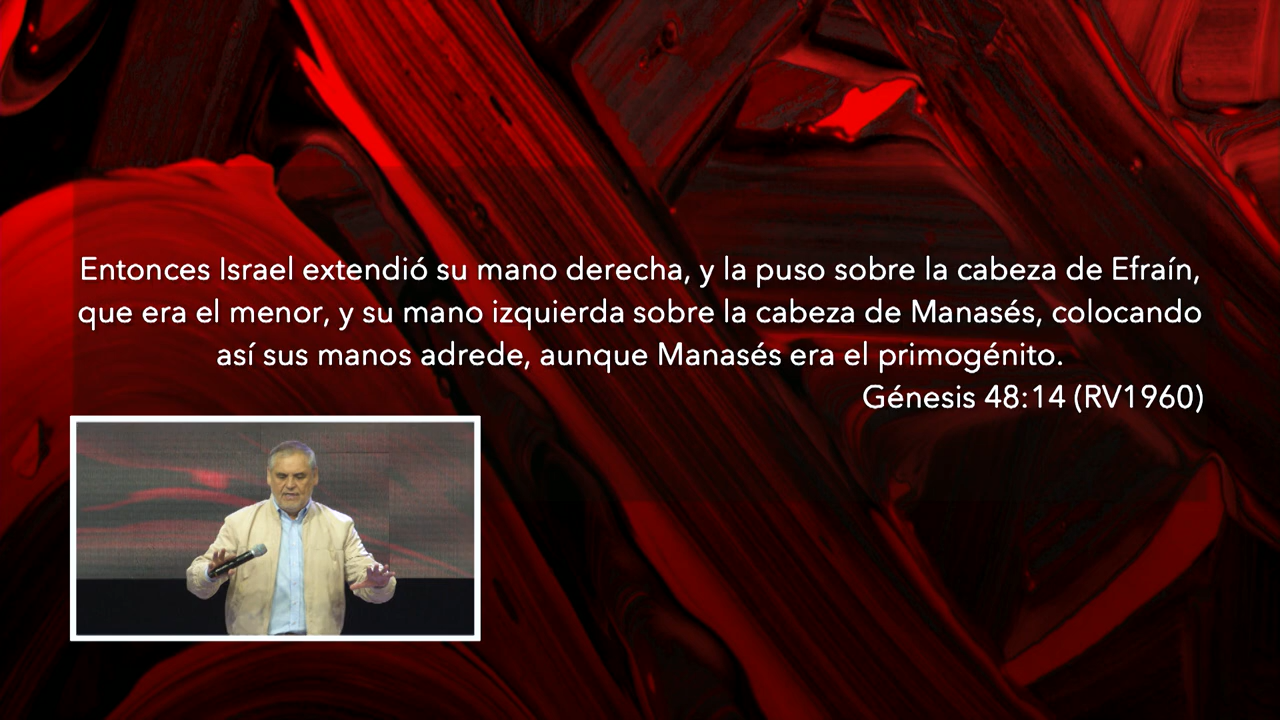 Entonces Israel extendió su mano derecha, y la puso sobre la cabeza de Efraín,
que era el menor, y su mano izquierda sobre la cabeza de Manasés, colocando
así sus manos adrede, aunque Manasés era el primogénito.
Génesis 48:14 (RV1960)